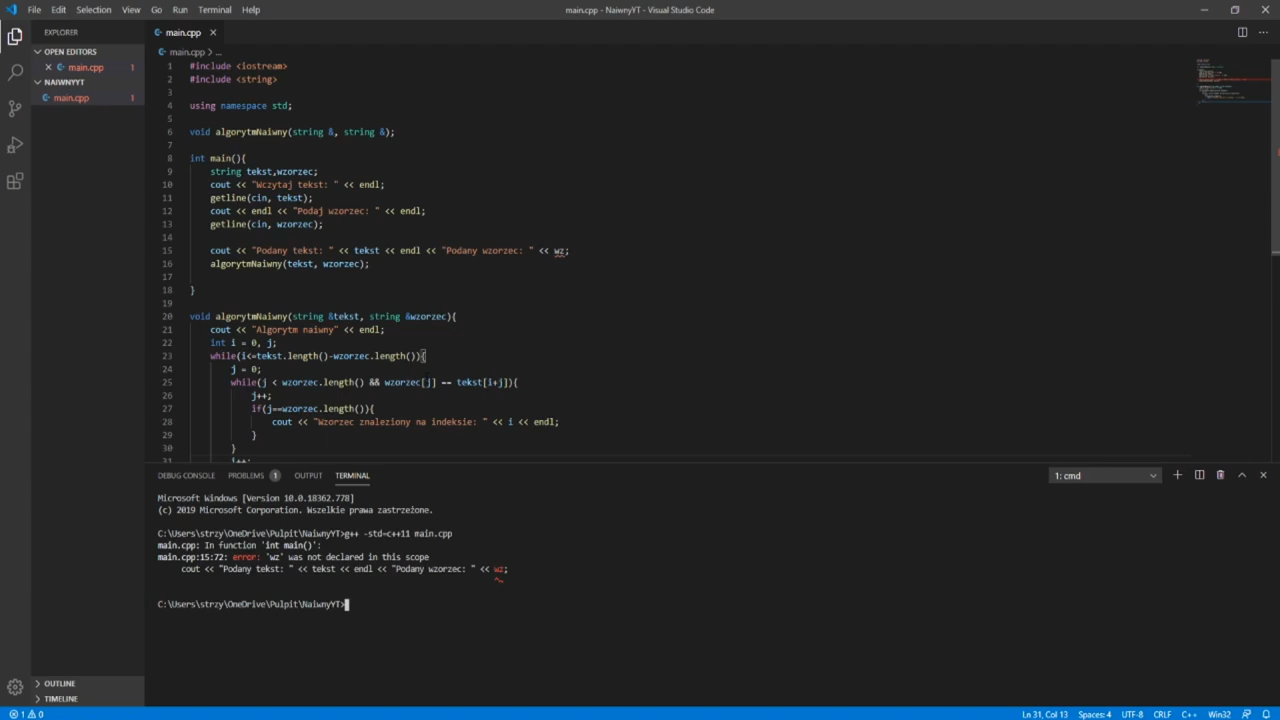 File Edit Selection View Go Run Terminal Help main.cpp - NaiwnyYT - Visual Studio Code
EXPLORER
OPEN EDITORS
main.cpp 1
NAIWNYYT
main.cpp 1
OUTLINE
TIMELINE
main.cpp
main.cpp > ...
1 #include <iostream>
2 #include <string>
3
4 using namespace std;
5
6 void algorytmNaiwny(string &, string &);
7
8 int main(){
9 string tekst,wzorzec;
10 cout << "Wczytaj tekst: " << endl;
11 getline(cin, tekst);
12 cout << endl << "Podaj wzorzec: " << endl;
13 getline(cin, wzorzec);
14
15 cout << "Podany tekst: " << tekst << endl << "Podany wzorzec: " << wz;
16 algorytmNaiwny(tekst, wzorzec);
17
18 }
19
20 void algorytmNaiwny(string &tekst, string &wzorzec){
21 cout << "Algorytm naiwny" << endl;
22 int i = 0, j;
23 while(i<=tekst.length()-wzorzec.length()){
24 j = 0;
25 while(j < wzorzec.length() && wzorzec[j] == tekst[i+j]){
26 j++;
27 if(j==wzorzec.length()){
28 cout << "Wzorzec znaleziony na indeksie: " << i << endl;
29 }
30 }
31 i++;
DEBUG CONSOLE PROBLEMS 1 OUTPUT TERMINAL 1: cmd
Microsoft Windows [Version 10.0.18362.778]
(c) 2019 Microsoft Corporation. Wszelkie prawa zastrzeżone.
C:\Users\strzy\OneDrive\Pulpit\NaiwnyYT>g++ -std=c++11 main.cpp
main.cpp: In function 'int main()':
main.cpp:15:72: error: 'wz' was not declared in this scope
cout << "Podany tekst: " << tekst << endl << "Podany wzorzec: " << wz;
^~
C:\Users\strzy\OneDrive\Pulpit\NaiwnyYT>
1 0 Ln 31, Col 13 Spaces: 4 UTF-8 CRLF C++ Win32